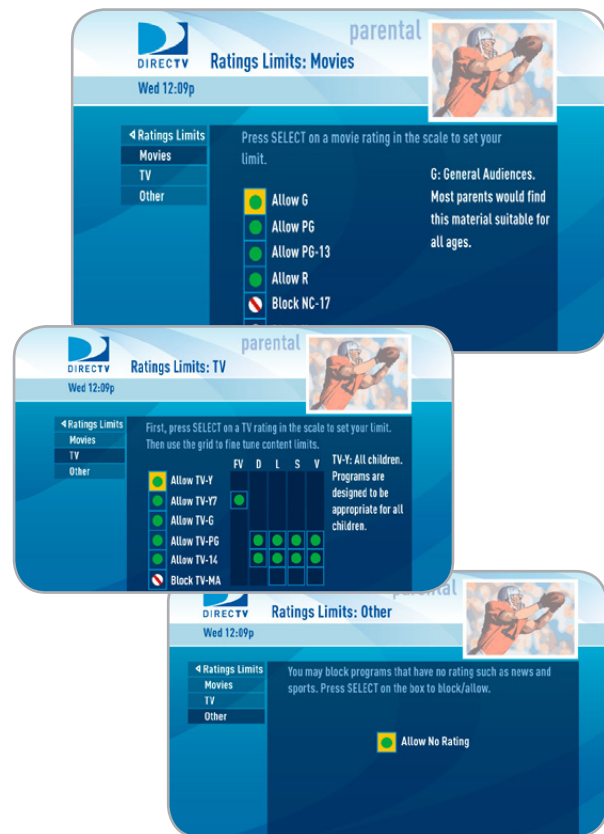 parental
DIRECTV
Ratings Limits: Movies
Wed 12:09p
Ratings Limits
Movies
TV
Other
Press SELECT on a movie rating in the scale to set your
limit.
Allow G
Allow PG
Allow PG-13
Allow R
Block NC-17
G: General Audiences.
Most parents would find
this material suitable for
all ages.
parental
DIRECTV
Ratings Limits: TV
Wed 12:09p
Ratings Limits
Movies
TV
Other
First, press SELECT on a TV rating in the scale to set your limit.
Then use the grid to fine tune content limits.
FV D L S V
Allow TV-Y
Allow TV-Y7
Allow TV-G
Allow TV-PG
Allow TV-14
Block TV-MA
TV-Y: All children.
Programs are
designed to be
appropriate for all
children.
parental
DIRECTV
Ratings Limits: Other
Wed 12:09p
Ratings Limits
Movies
TV
Other
You may block programs that have no rating such as news and
sports. Press SELECT on the box to block/allow.
Allow No Rating